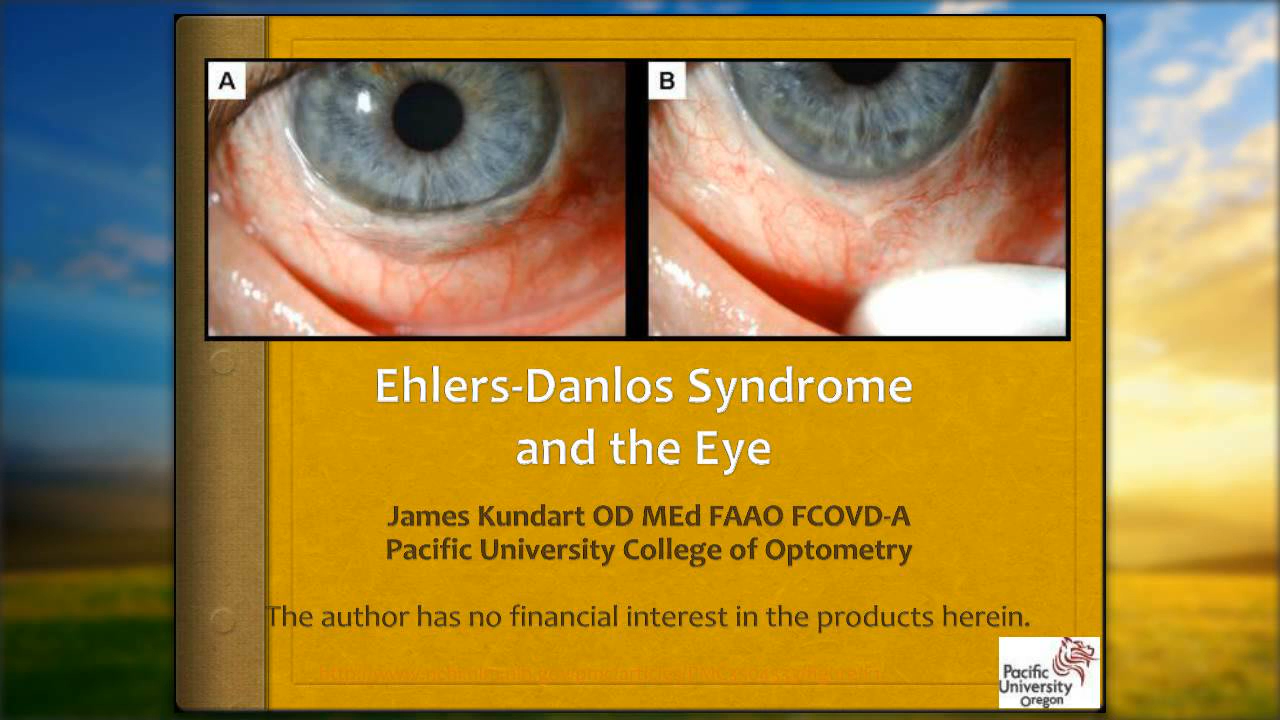 A
B
Ehlers-Danlos Syndrome
and the Eye
James Kundart OD MEd FAAO FCOVD-A
Pacific University College of Optometry
The author has no financial interest in the products herein.
Pacific
University
Oregon